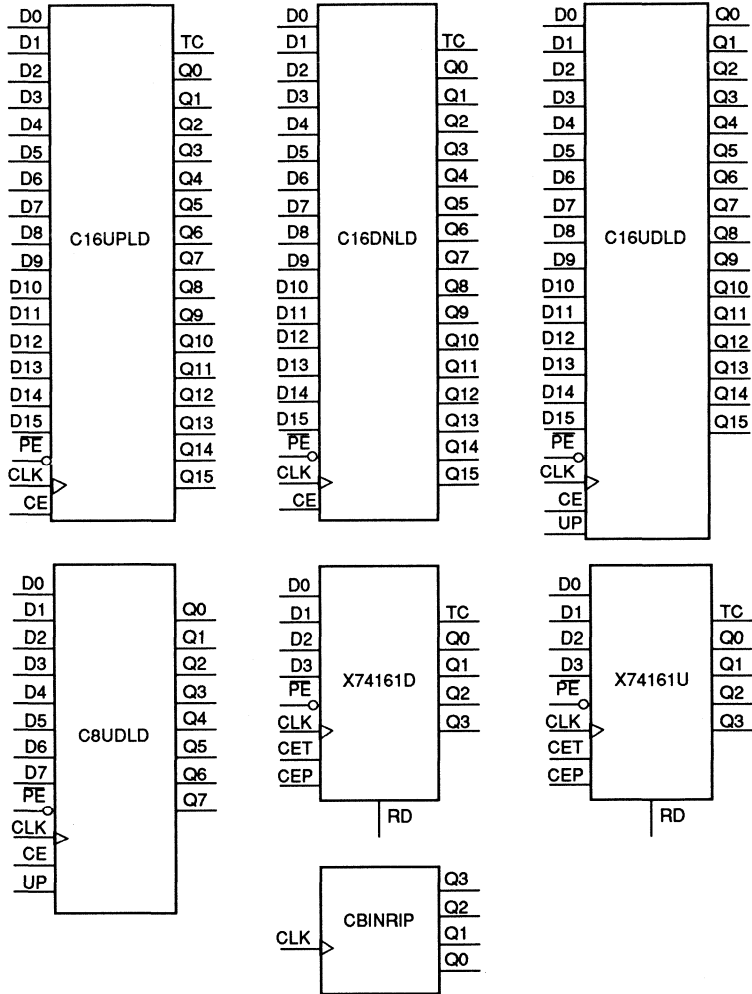 D0
D1
D2
D3
D4
D5
D6
D7
D8
D9
D10
D11
D12
D13
D14
D15
PE
CLK
CE
C16UPLD
TC
Q0
Q1
Q2
Q3
Q4
Q5
Q6
Q7
Q8
Q9
Q10
Q11
Q12
Q13
Q14
Q15
D0
D1
D2
D3
D4
D5
D6
D7
D8
D9
D10
D11
D12
D13
D14
D15
PE
CLK
CE
C16DNLD
TC
Q0
Q1
Q2
Q3
Q4
Q5
Q6
Q7
Q8
Q9
Q10
Q11
Q12
Q13
Q14
Q15
D0
D1
D2
D3
D4
D5
D6
D7
D8
D9
D10
D11
D12
D13
D14
D15
PE
CLK
CE
UP
C16UDLD
Q0
Q1
Q2
Q3
Q4
Q5
Q6
Q7
Q8
Q9
Q10
Q11
Q12
Q13
Q14
Q15
D0
D1
D2
D3
D4
D5
D6
D7
PE
CLK
CE
UP
C8UDLD
Q0
Q1
Q2
Q3
Q4
Q5
Q6
Q7
D0
D1
D2
D3
PE
CLK
CET
CEP
X74161D
TC
Q0
Q1
Q2
Q3
RD
D0
D1
D2
D3
PE
CLK
CET
CEP
X74161U
TC
Q0
Q1
Q2
Q3
RD
CLK
CBINRIP
Q3
Q2
Q1
Q0